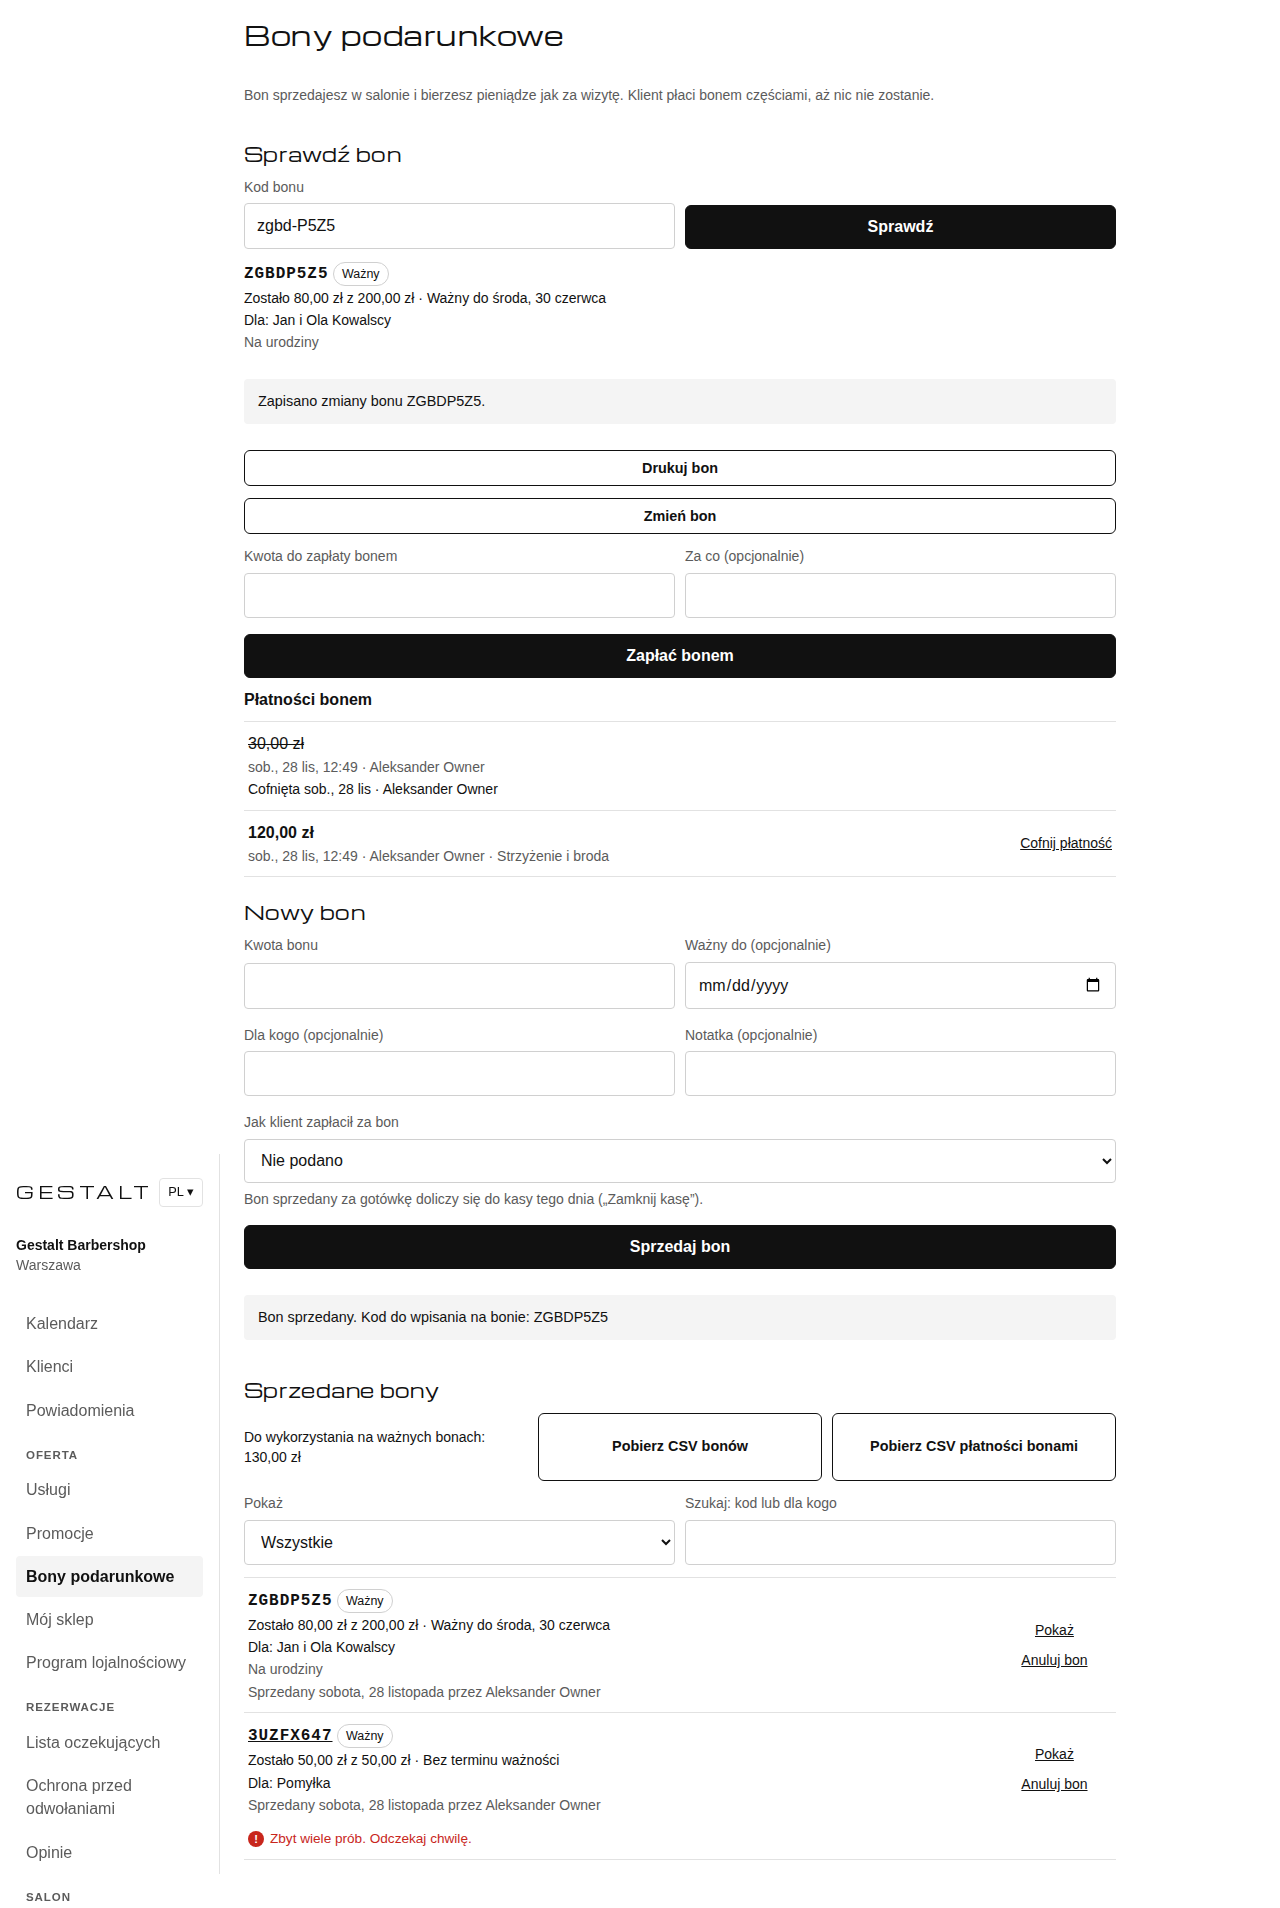 Bony podarunkowe
Bon sprzedajesz w salonie i bierzesz pieniądze jak za wizytę. Klient płaci bonem częściami, aż nic nie zostanie.
Sprawdź bon
Kod bonu
zgbd-P5Z5
Sprawdź
ZGBDP5Z5 Ważny
Zostało 80,00 zł z 200,00 zł · Ważny do środa, 30 czerwca
Dla: Jan i Ola Kowalscy
Na urodziny
Zapisano zmiany bonu ZGBDP5Z5.
Drukuj bon
Zmień bon
Kwota do zapłaty bonem
Za co (opcjonalnie)
Zapłać bonem
Płatności bonem
30,00 zł
sob., 28 lis, 12:49 · Aleksander Owner
Cofnięta sob., 28 lis · Aleksander Owner
120,00 zł
sob., 28 lis, 12:49 · Aleksander Owner · Strzyżenie i broda
Cofnij płatność
Nowy bon
Kwota bonu
Ważny do (opcjonalnie)
mm/dd/yyyy
Dla kogo (opcjonalnie)
Notatka (opcjonalnie)
Jak klient zapłacił za bon
Nie podano
Bon sprzedany za gotówkę doliczy się do kasy tego dnia („Zamknij kasę”).
Sprzedaj bon
Bon sprzedany. Kod do wpisania na bonie: ZGBDP5Z5
Sprzedane bony
Do wykorzystania na ważnych bonach:
130,00 zł
Pobierz CSV bonów
Pobierz CSV płatności bonami
Pokaż
Szukaj: kod lub dla kogo
Wszystkie
ZGBDP5Z5 Ważny
Zostało 80,00 zł z 200,00 zł · Ważny do środa, 30 czerwca
Dla: Jan i Ola Kowalscy
Na urodziny
Sprzedany sobota, 28 listopada przez Aleksander Owner
Pokaż
Anuluj bon
3UZFX647 Ważny
Zostało 50,00 zł z 50,00 zł · Bez terminu ważności
Dla: Pomyłka
Sprzedany sobota, 28 listopada przez Aleksander Owner
Pokaż
Anuluj bon
! Zbyt wiele prób. Odczekaj chwilę.
GESTALT
PL ▾
Gestalt Barbershop
Warszawa
Kalendarz
Klienci
Powiadomienia
OFERTA
Usługi
Promocje
Bony podarunkowe
Mój sklep
Program lojalnościowy
REZERWACJE
Lista oczekujących
Ochrona przed
odwołaniami
Opinie
SALON